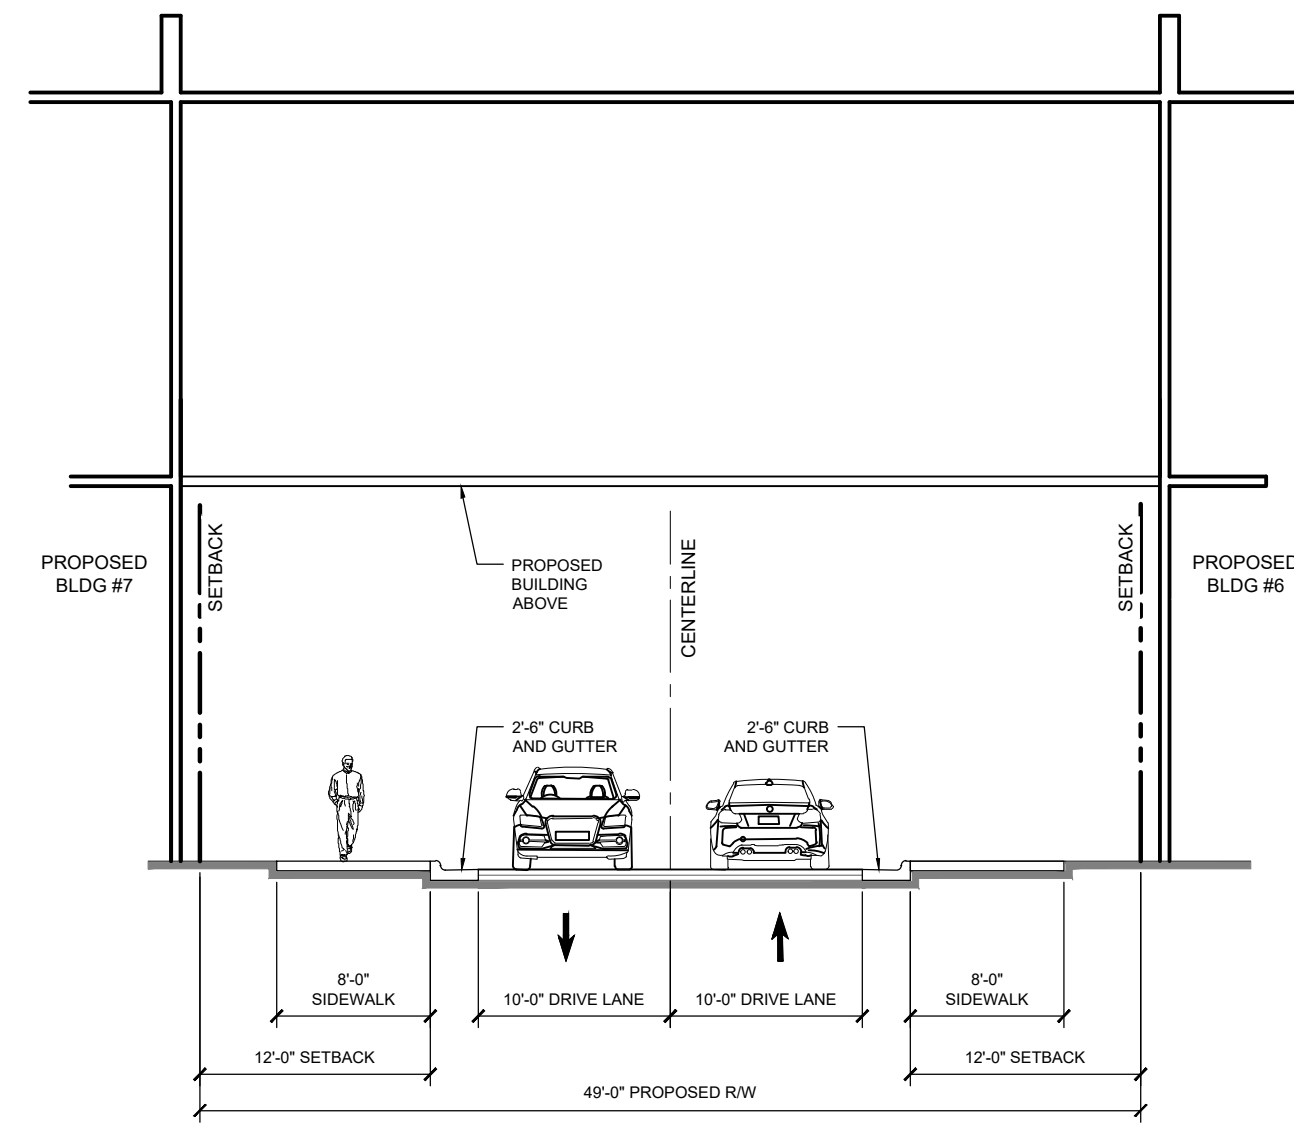 SETBACK
SETBACK
PROPOSED
BLDG #7
PROPOSED
BLDG #6
PROPOSED
BUILDING
ABOVE
CENTERLINE
2'-6" CURB
AND GUTTER
2'-6" CURB
AND GUTTER
8'-0"
SIDEWALK
10'-0" DRIVE LANE
10'-0" DRIVE LANE
8'-0"
SIDEWALK
12'-0" SETBACK
12'-0" SETBACK
49'-0" PROPOSED R/W